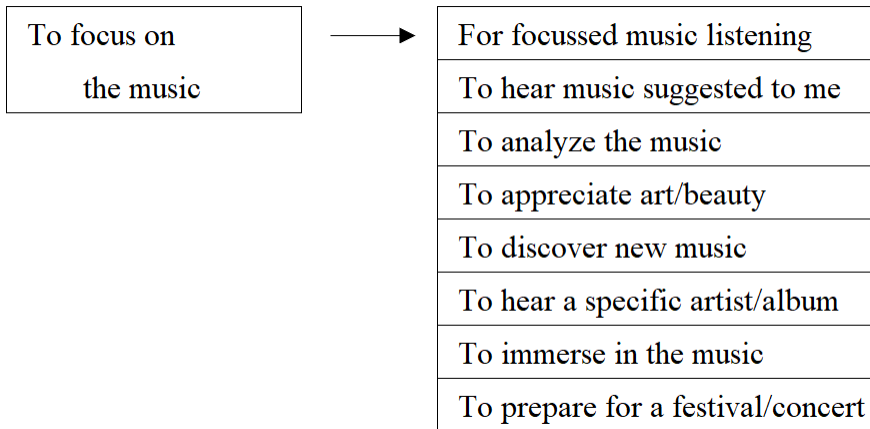 To focus on
the music
For focussed music listening
To hear music suggested to me
To analyze the music
To appreciate art/beauty
To discover new music
To hear a specific artist/album
To immerse in the music
To prepare for a festival/concert